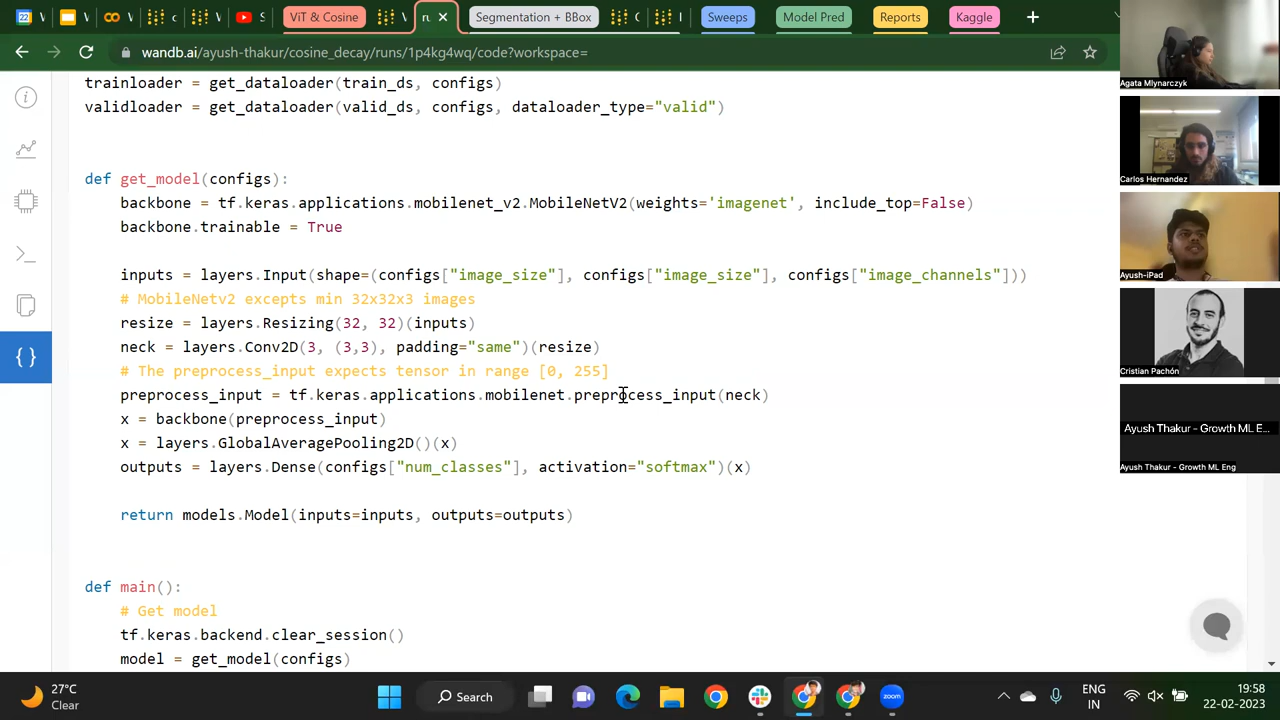 22
ViT & Cosine
Segmentation + BBox
Sweeps
Model Pred
Reports
Kaggle
wandb.ai/ayush-thakur/cosine_decay/runs/1p4kg4wq/code?workspace=
trainloader = get_dataloader(train_ds, configs)
validloader = get_dataloader(valid_ds, configs, dataloader_type="valid")
def get_model(configs):
backbone = tf.keras.applications.mobilenet_v2.MobileNetV2(weights='imagenet', include_top=False)
backbone.trainable = True
inputs = layers.Input(shape=(configs["image_size"], configs["image_size"], configs["image_channels"]))
# MobileNetv2 excepts min 32x32x3 images
resize = layers.Resizing(32, 32)(inputs)
neck = layers.Conv2D(3, (3,3), padding="same")(resize)
# The preprocess_input expects tensor in range [0, 255]
preprocess_input = tf.keras.applications.mobilenet.preprocess_input(neck)
x = backbone(preprocess_input)
x = layers.GlobalAveragePooling2D()(x)
outputs = layers.Dense(configs["num_classes"], activation="softmax")(x)
return models.Model(inputs=inputs, outputs=outputs)
def main():
# Get model
tf.keras.backend.clear_session()
model = get_model(configs)
Agata Mlynarczyk
Carlos Hernandez
Ayush-iPad
Cristian Pachón
Ayush Thakur - Growth ML E...
Ayush Thakur - Growth ML Eng
27°C
Clear
Search
zoom
ENG
IN
19:58
22-02-2023